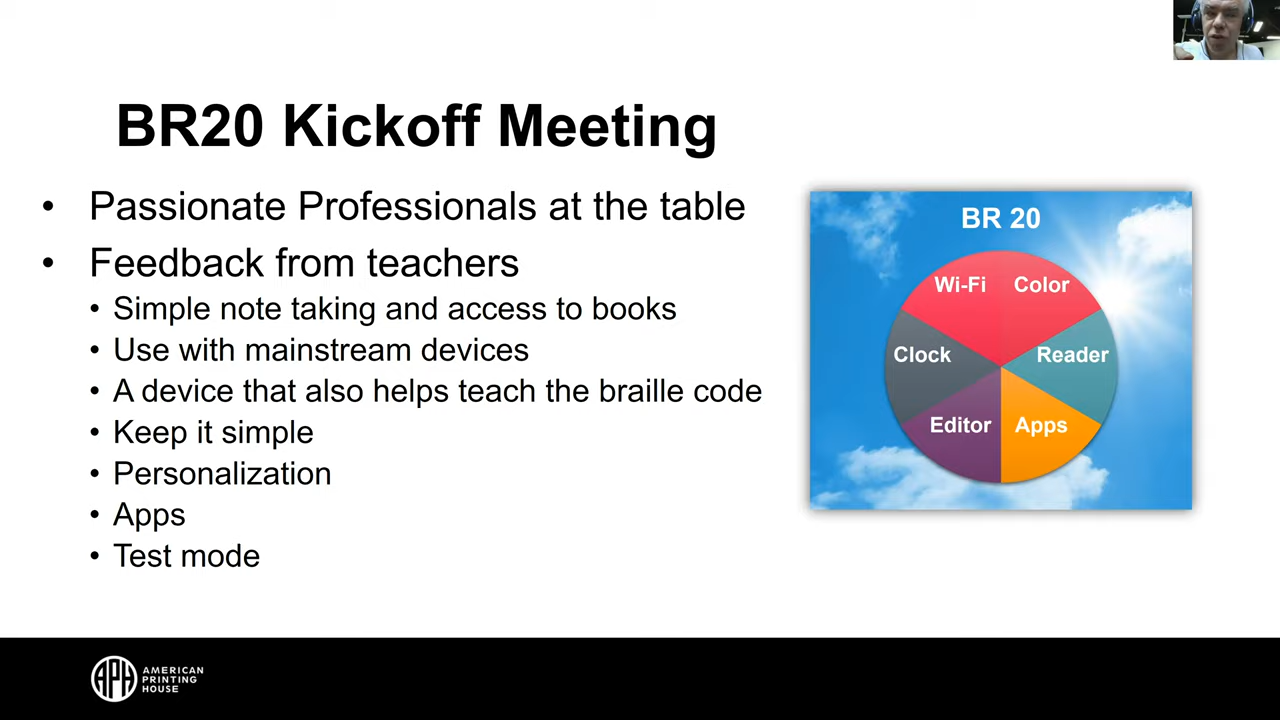 BR20 Kickoff Meeting
• Passionate Professionals at the table
• Feedback from teachers
• Simple note taking and access to books
• Use with mainstream devices
• A device that also helps teach the braille code
• Keep it simple
• Personalization
• Apps
• Test mode
BR 20
Wi-Fi Color
Clock Reader
Editor Apps
APH
AMERICAN
PRINTING
HOUSE